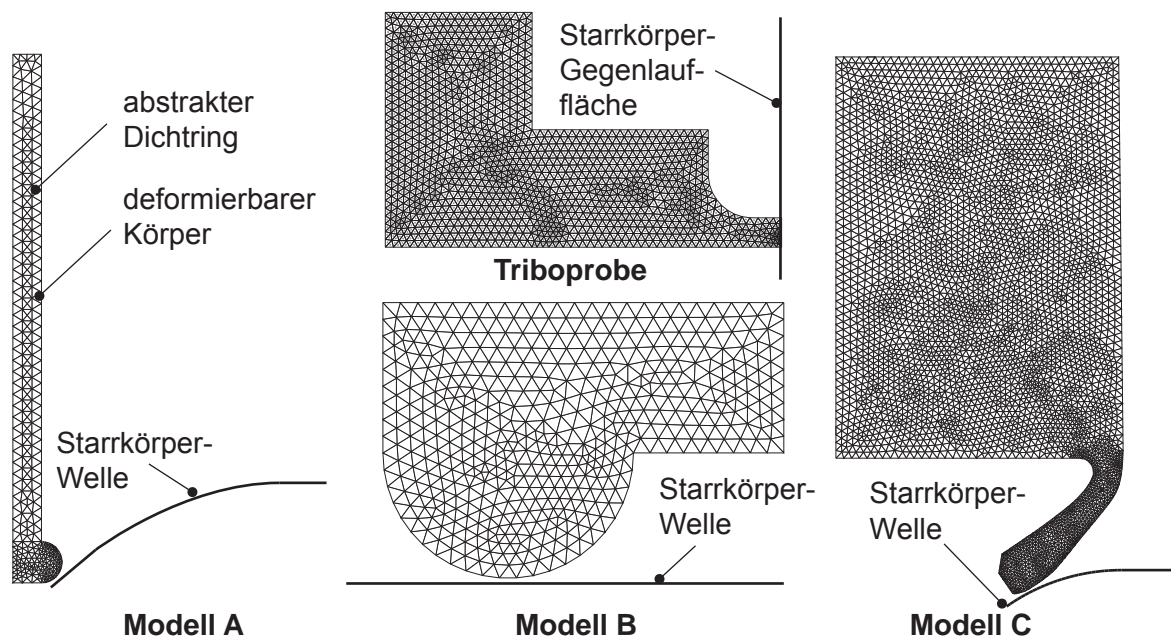 abstrakter
Dichtring
deformierbarer
Körper
Starrkörper-
Welle
Modell A
Starrkörper-
Gegenlauf-
fläche
Triboprobe
Starrkörper-
Welle
Modell B
Starrkörper-
Welle
Modell C